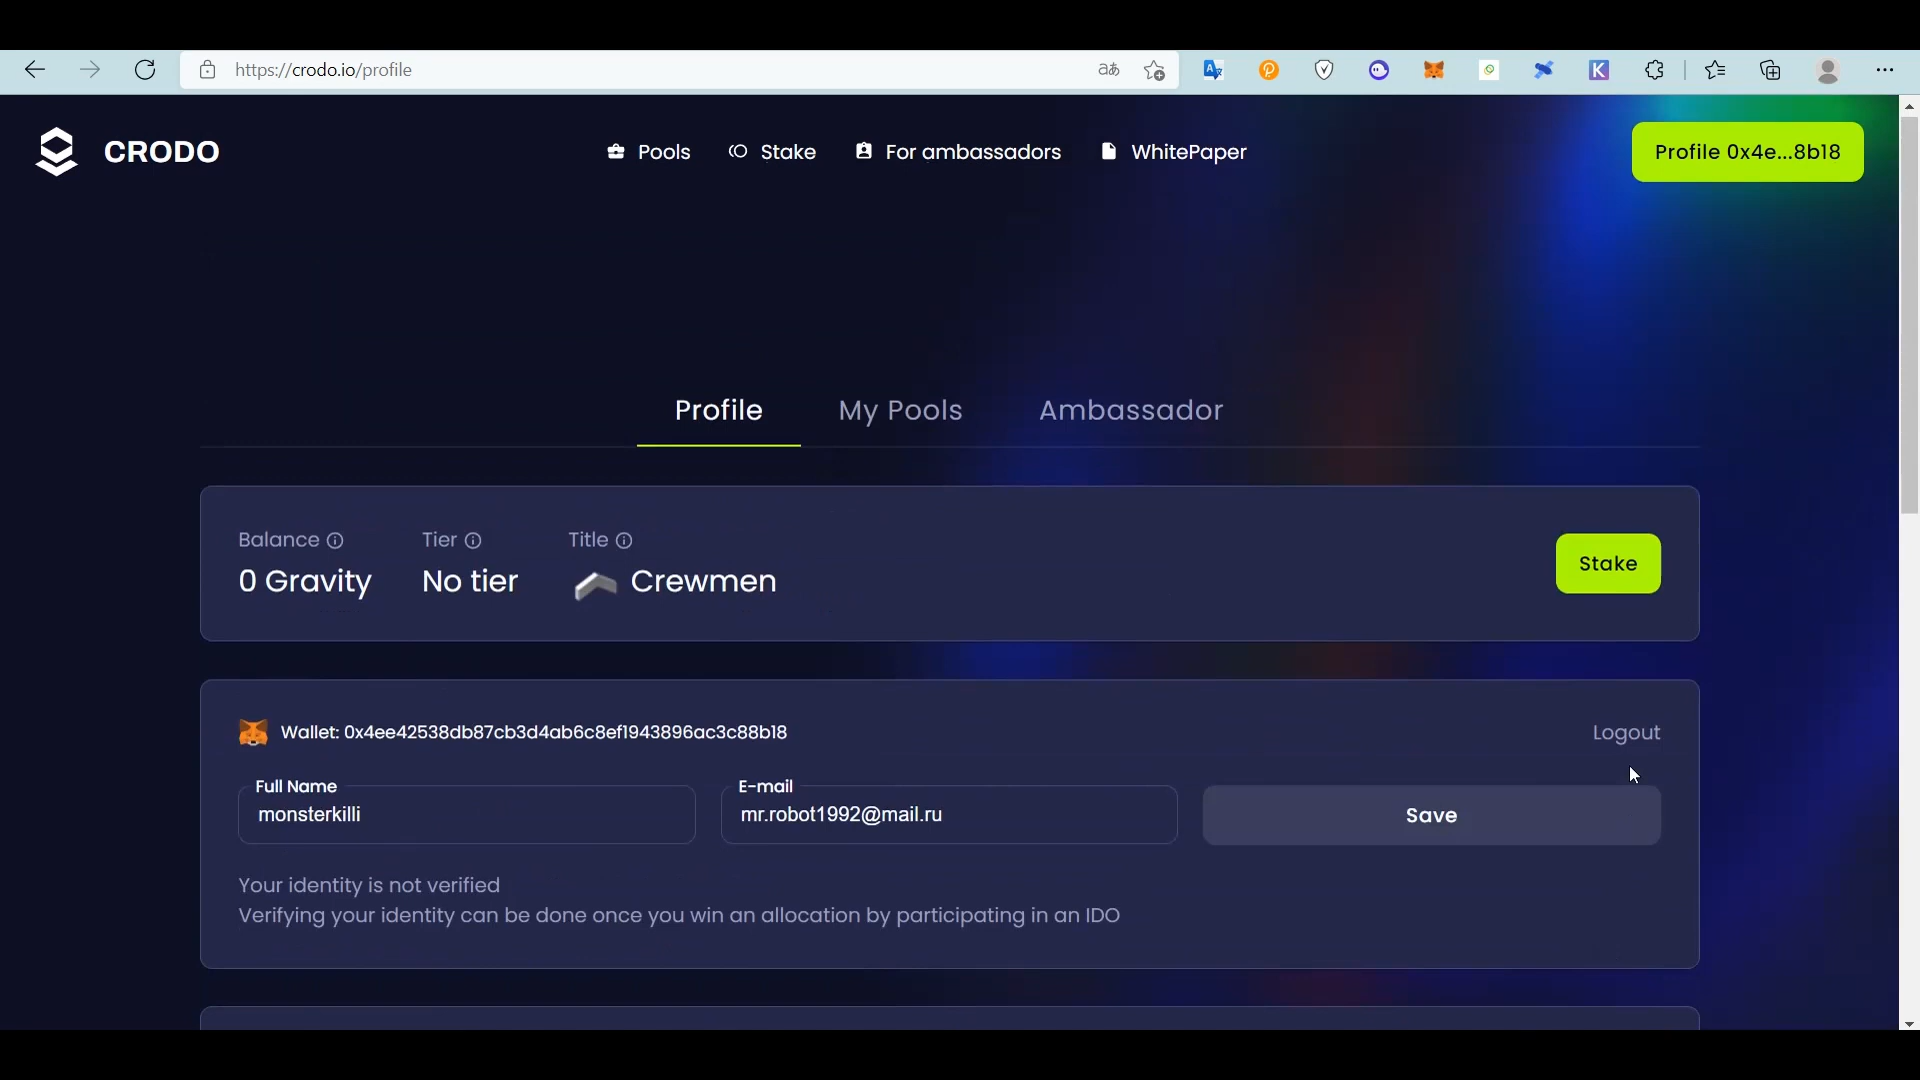 https://crodo.io/profile
CRODO
Pools
Stake
For ambassadors
WhitePaper
Profile 0x4e...8b18
Profile
My Pools
Ambassador
Balance
Tier
Title
0 Gravity
No tier
Crewmen
Stake
Wallet: 0x4ee42538db87cb3d4ab6c8ef1943896ac3c88b18
Logout
Full Name
monsterkilli
E-mail
mr.robot1992@mail.ru
Save
Your identity is not verified
Verifying your identity can be done once you win an allocation by participating in an IDO